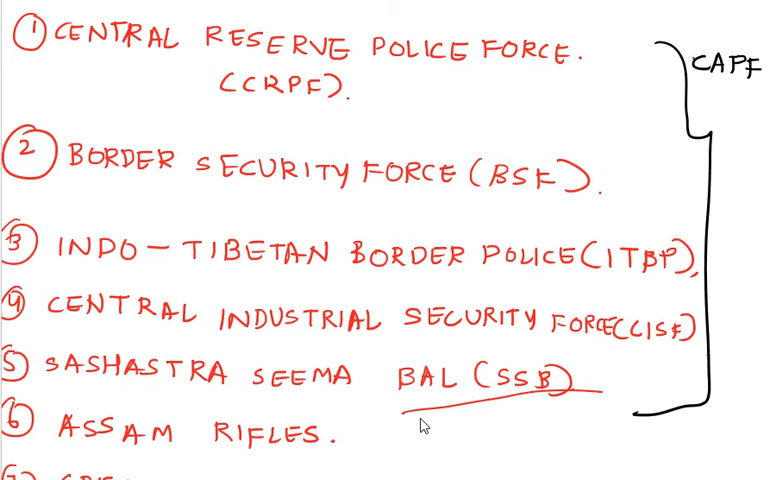 1 CENTRAL RESERVE POLICE FORCE.
(CRPF).
CAPF
2 BORDER SECURITY FORCE (BSF).
3 INDO - TIBETAN BORDER POLICE (ITBP),
4 CENTRAL INDUSTRIAL SECURITY FORCE (CISF)
5 SASHASTRA SEEMA BAL (SSB)
6 ASSAM RIFLES.